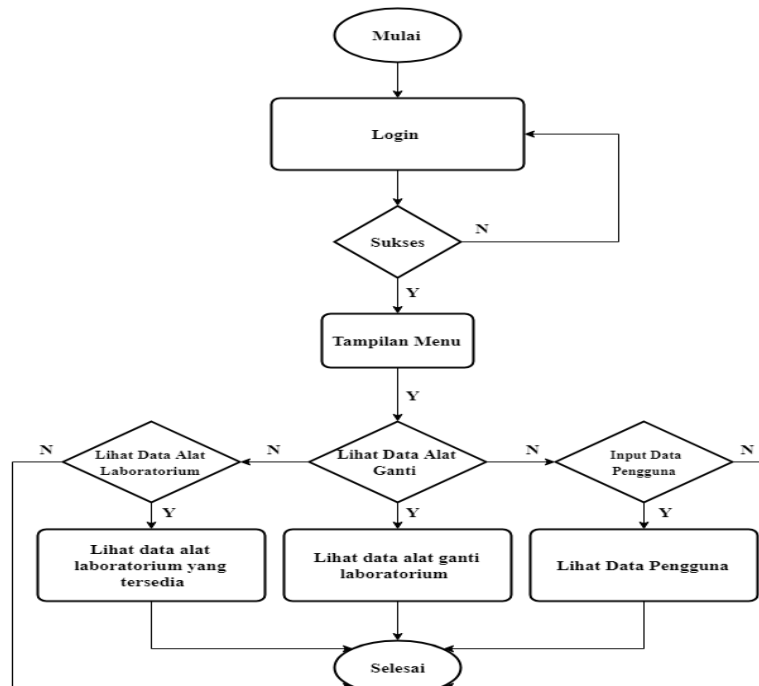 Mulai
Login
Sukses
N
Y
Tampilan Menu
Y
N
Lihat Data Alat
Laboratorium
N
Lihat Data Alat
Ganti
N
Input Data
Pengguna
N
Y
Y
Y
Lihat data alat
laboratorium yang
tersedia
Lihat data alat ganti
laboratorium
Lihat Data Pengguna
Selesai